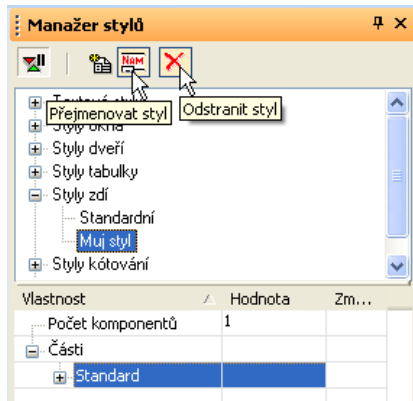 Manažer stylů
NAM
Přejmenovat styl
Odstranit styl
Styly okna
Styly dveří
Styly tabulky
Styly zdí
Standardní
Muj styl
Styly kótování
Vlastnost Hodnota Zm...
Počet komponentů 1
Části
Standard